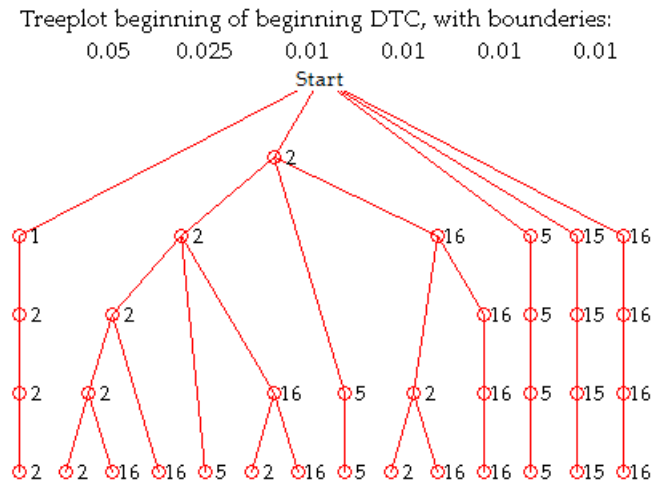 Treeplot beginning of beginning DTC, with bounderies:
0.05 0.025 0.01 0.01 0.01 0.01
Start
2
1 2 16 5 15 16
2 2 16 5 15 16
2 2 16 5 2 16 5 15 16
2 2 16 16 5 2 16 5 2 16 16 5 15 16